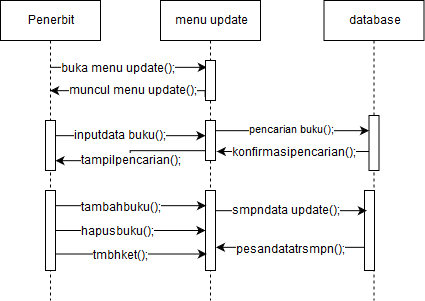 Penerbit
menu update
database
buka menu update();
muncul menu update();
inputdata buku();
pencarian buku();
konfirmasipencarian();
tampilpencarian();
tambahbuku();
smpndata update();
hapusbuku();
pesandatatrsmpn();
tmbhket();